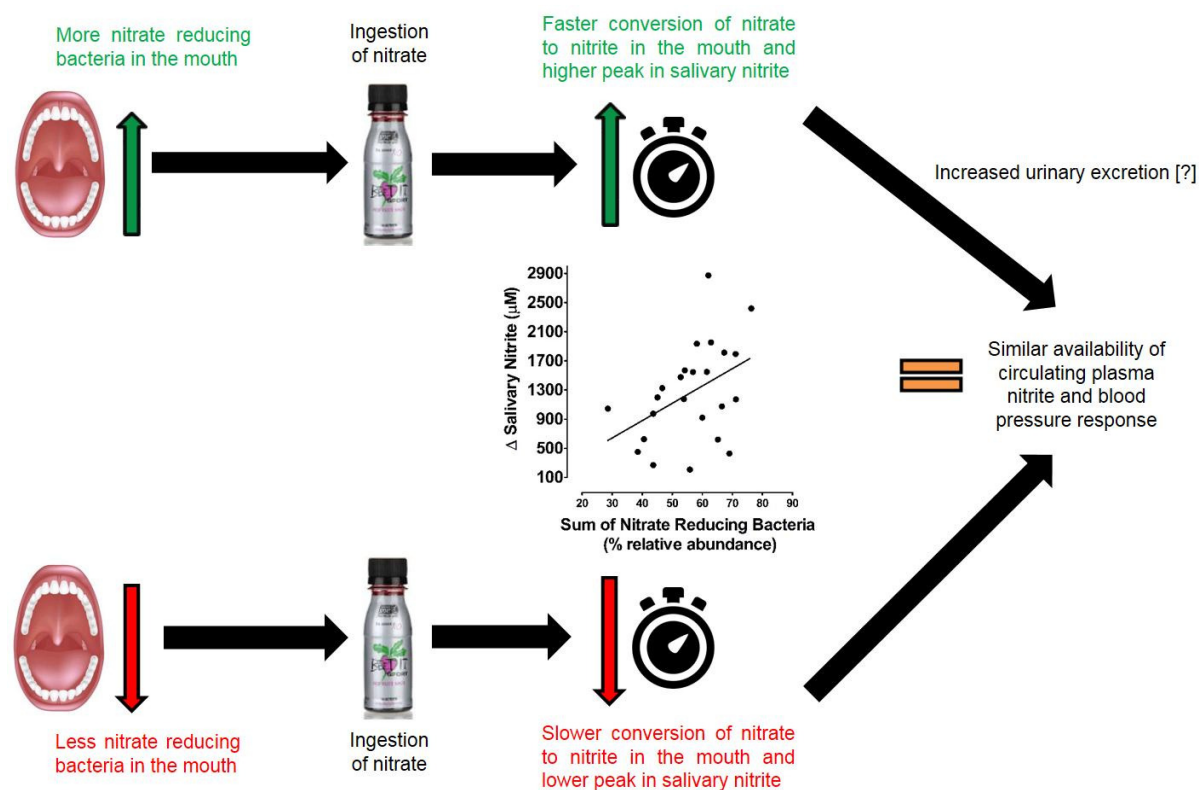 More nitrate reducing
bacteria in the mouth
Ingestion
of nitrate
Faster conversion of nitrate
to nitrite in the mouth and
higher peak in salivary nitrite
BEET IT
Increased urinary excretion [?]
2900
2500
2100
1700
1300
900
500
100
Δ Salivary Nitrite (μM)
20 30 40 50 60 70 80 90
Sum of Nitrate Reducing Bacteria
(% relative abundance)
Similar availability of
circulating plasma
nitrite and blood
pressure response
BEET IT
Less nitrate reducing
bacteria in the mouth
Ingestion
of nitrate
Slower conversion of nitrate
to nitrite in the mouth and
lower peak in salivary nitrite